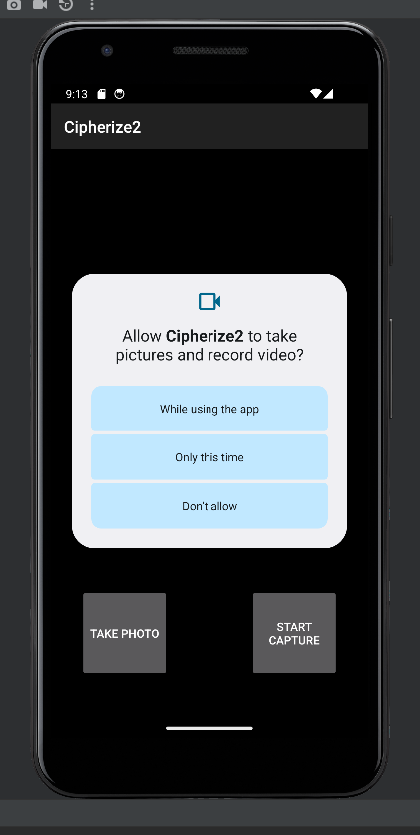 9:13
Cipherize2
Allow Cipherize2 to take
pictures and record video?
While using the app
Only this time
Don't allow
TAKE PHOTO
START
CAPTURE